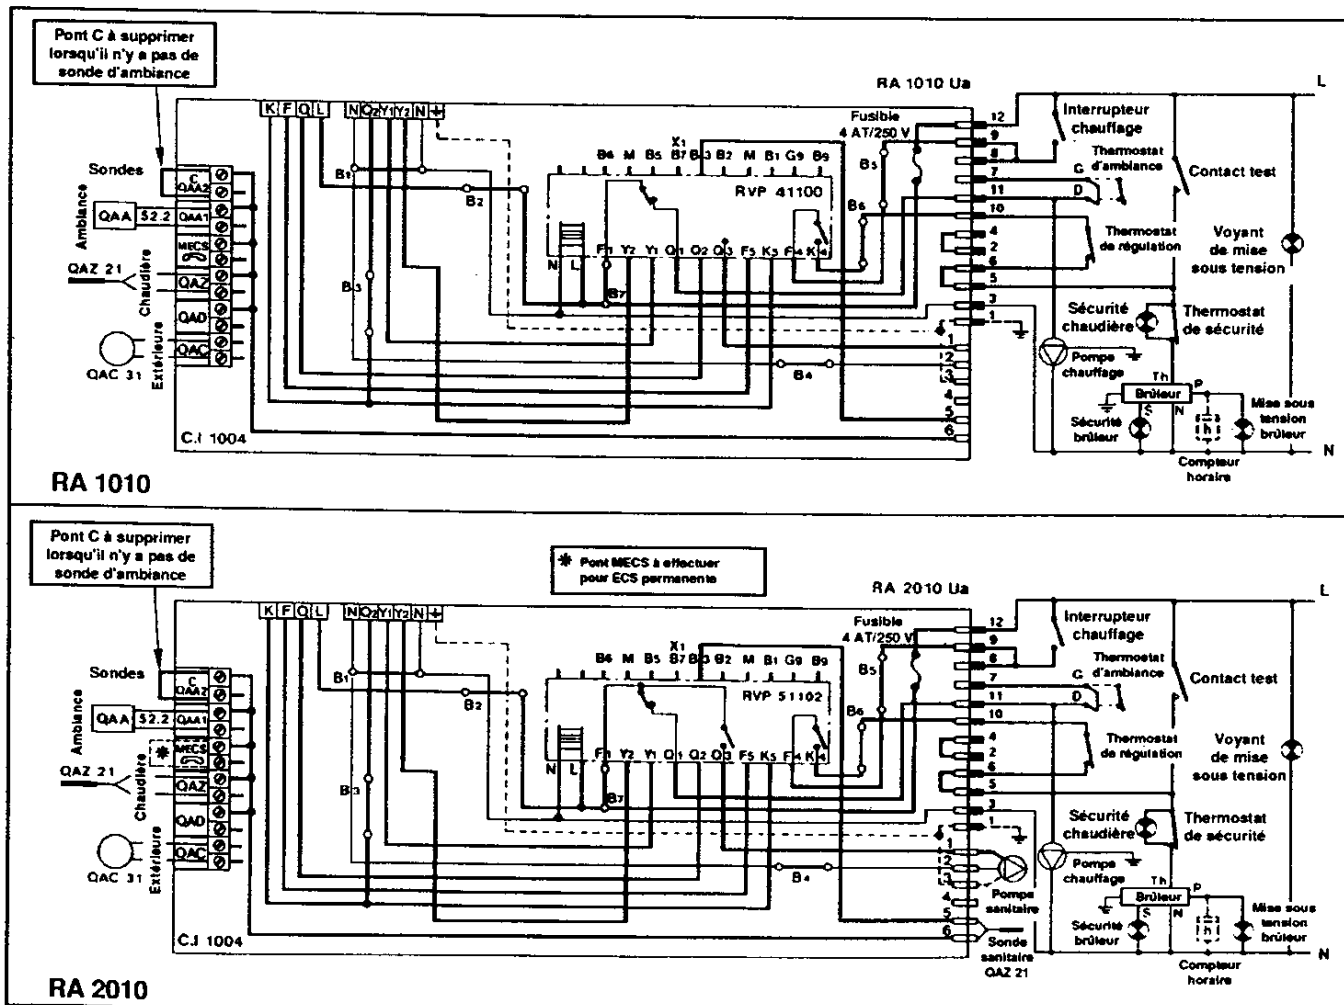 Pont C à supprimer
lorsqu'il n'y a pas de
sonde d'ambiance
RA 1010 Ua
L
K F Q L N Q2 Y1 Y2 N
Fusible
4 AT/250 V
12
9
8
7
11
10
4
2
6
5
3
1
Interrupteur
chauffage
Thermostat
d'ambiance
G
D
Contact test
Thermostat
de régulation
Voyant
de mise
sous tension
Sondes
Ambiance
C
QAA2
QAA S2.2 QAA1
MECS
QAZ 21
Chaudière
QAZ
QAD
QAC
QAC 31
Extérieure
B1
B2
B3
X1
B6 M B5 B7 B3 B2 M B1 G9 B9
RVP 41100
B5
B6
N L F1 Y2 Y1 Q1 Q2 Q3 F5 K5 F4 K4
B7
B4
1
2
3
4
5
6
Sécurité
chaudière
Thermostat
de sécurité
Pompe
chauffage
Th
Brûleur
P
S
N
Sécurité
brûleur
h
Compteur
horaire
Mise sous
tension
brûleur
N
C.I 1004
RA 1010
Pont C à supprimer
lorsqu'il n'y a pas de
sonde d'ambiance
* Pont MECS à effectuer
pour ECS permanente
RA 2010 Ua
L
K F Q L N Q2 Y1 Y2 N
Fusible
4 AT/250 V
12
9
8
7
11
10
4
2
6
5
3
1
Interrupteur
chauffage
Thermostat
d'ambiance
G
D
Contact test
Thermostat
de régulation
Voyant
de mise
sous tension
Sondes
Ambiance
C
QAA2
QAA S2.2 QAA1
* MECS
QAZ 21
Chaudière
QAZ
QAD
QAC
QAC 31
Extérieure
B1
B2
B3
X1
B6 M B5 B7 B3 B2 M B1 G9 B9
RVP 51102
B5
B6
N L F1 Y2 Y1 Q1 Q2 Q3 F5 K5 F4 K4
B7
B4
1
2
3
4
5
6
Pompe
sanitaire
Sonde
sanitaire
QAZ 21
Sécurité
chaudière
Thermostat
de sécurité
Pompe
chauffage
Th
Brûleur
P
S
N
Sécurité
brûleur
h
Compteur
horaire
Mise sous
tension
brûleur
N
C.I 1004
RA 2010